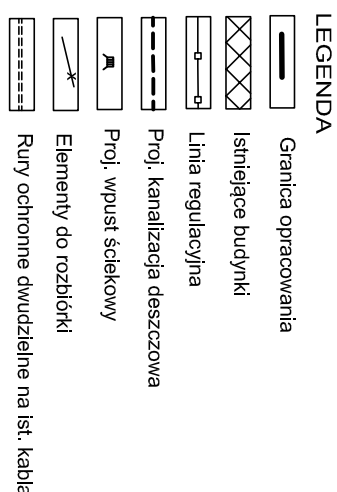 LEGENDA
Granica opracowania
Istniejące budynki
Linia regulacyjna
Proj. kanalizacja deszczowa
Proj. wpust ściekowy
Elementy do rozbiórki
Rury ochronne dwudzielne na ist.